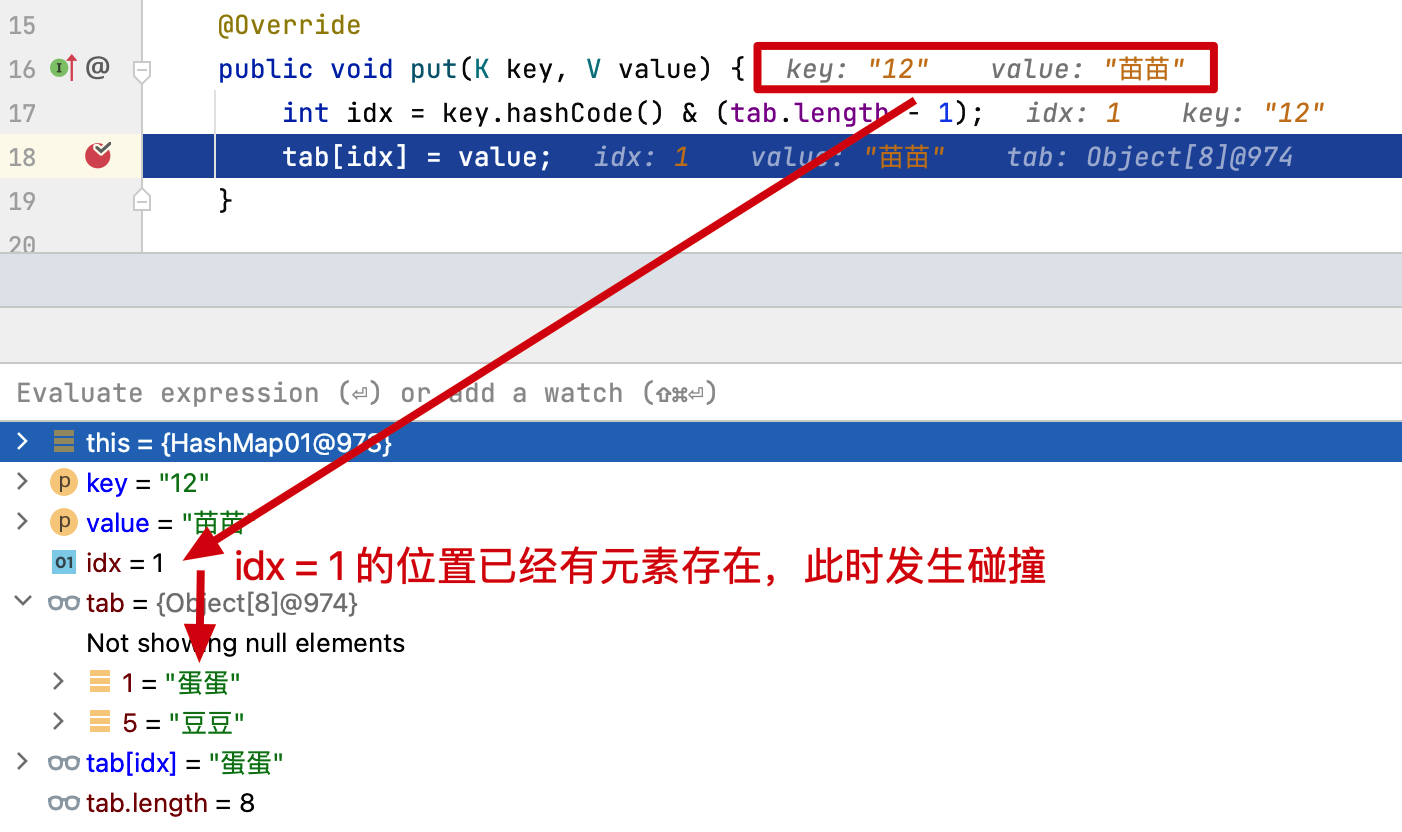 15 @Override
16 @ public void put(K key, V value) { key: "12" value: "苗苗"
17 int idx = key.hashCode() & (tab.length - 1); idx: 1 key: "12"
18 tab[idx] = value; idx: 1 value: "苗苗" tab: Object[8]@974
19 }
20
Evaluate expression (⏎) or add a watch (⇧⌘⏎)
this = {HashMap01@973}
p key = "12"
p value = "苗苗"
01 idx = 1
idx = 1 的位置已经有元素存在，此时发生碰撞
tab = {Object[8]@974}
Not showing null elements
1 = "蛋蛋"
5 = "豆豆"
tab[idx] = "蛋蛋"
tab.length = 8